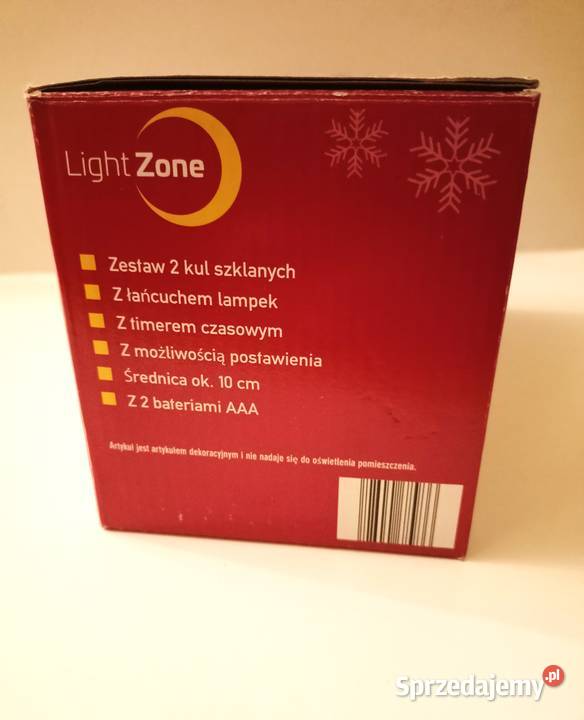 Light Zone
Zestaw 2 kul szklanych
Z łańcuchem lampek
Z timerem czasowym
Z możliwością postawienia
Średnica ok. 10 cm
Z 2 bateriami AAA
Artykuł jest artykułem dekoracyjnym i nie nadaje się do oświetlenia pomieszczenia.
Sprzedajemy.pl